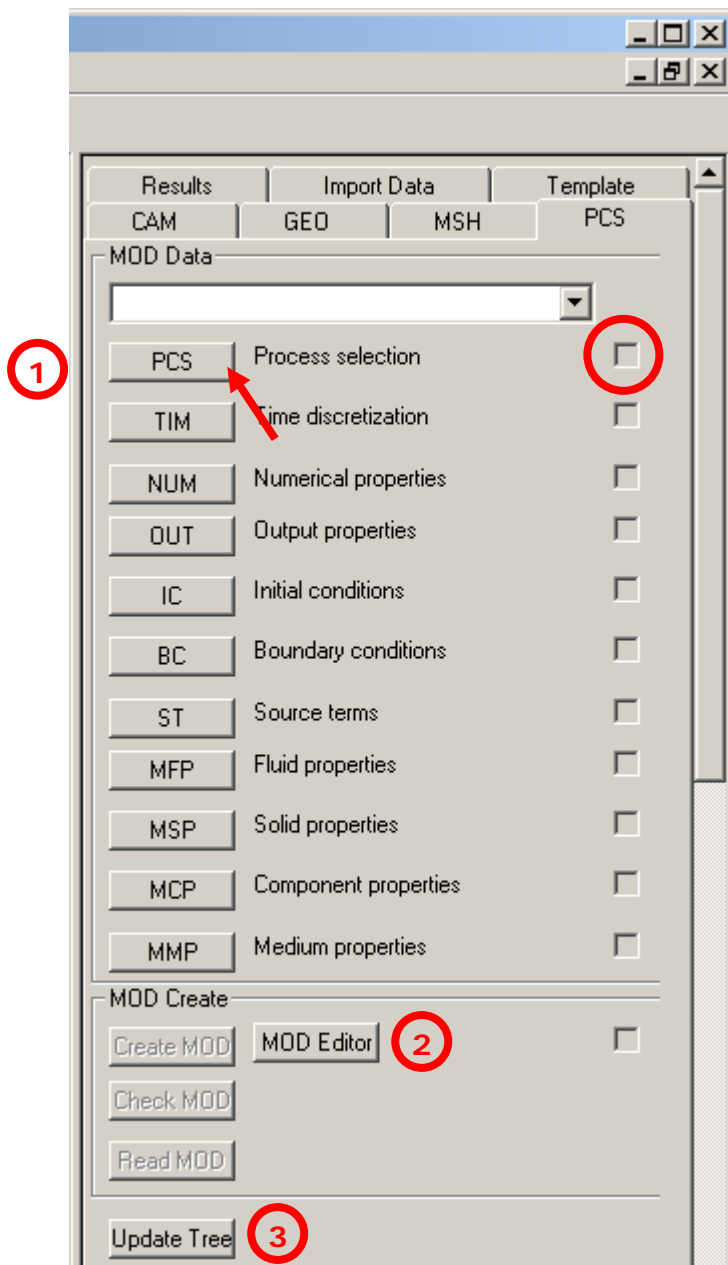 Results Import Data Template
CAM GEO MSH PCS
MOD Data
1 PCS Process selection
TIM Time discretization
NUM Numerical properties
OUT Output properties
IC Initial conditions
BC Boundary conditions
ST Source terms
MFP Fluid properties
MSP Solid properties
MCP Component properties
MMP Medium properties
MOD Create
Create MOD MOD Editor 2
Check MOD
Read MOD
Update Tree 3